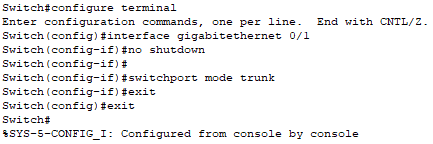 Switch#configure terminal
Enter configuration commands, one per line.  End with CNTL/Z.
Switch(config)#interface gigabitethernet 0/1
Switch(config-if)#no shutdown
Switch(config-if)#
Switch(config-if)#switchport mode trunk
Switch(config-if)#exit
Switch(config)#exit
Switch#
%SYS-5-CONFIG_I: Configured from console by console